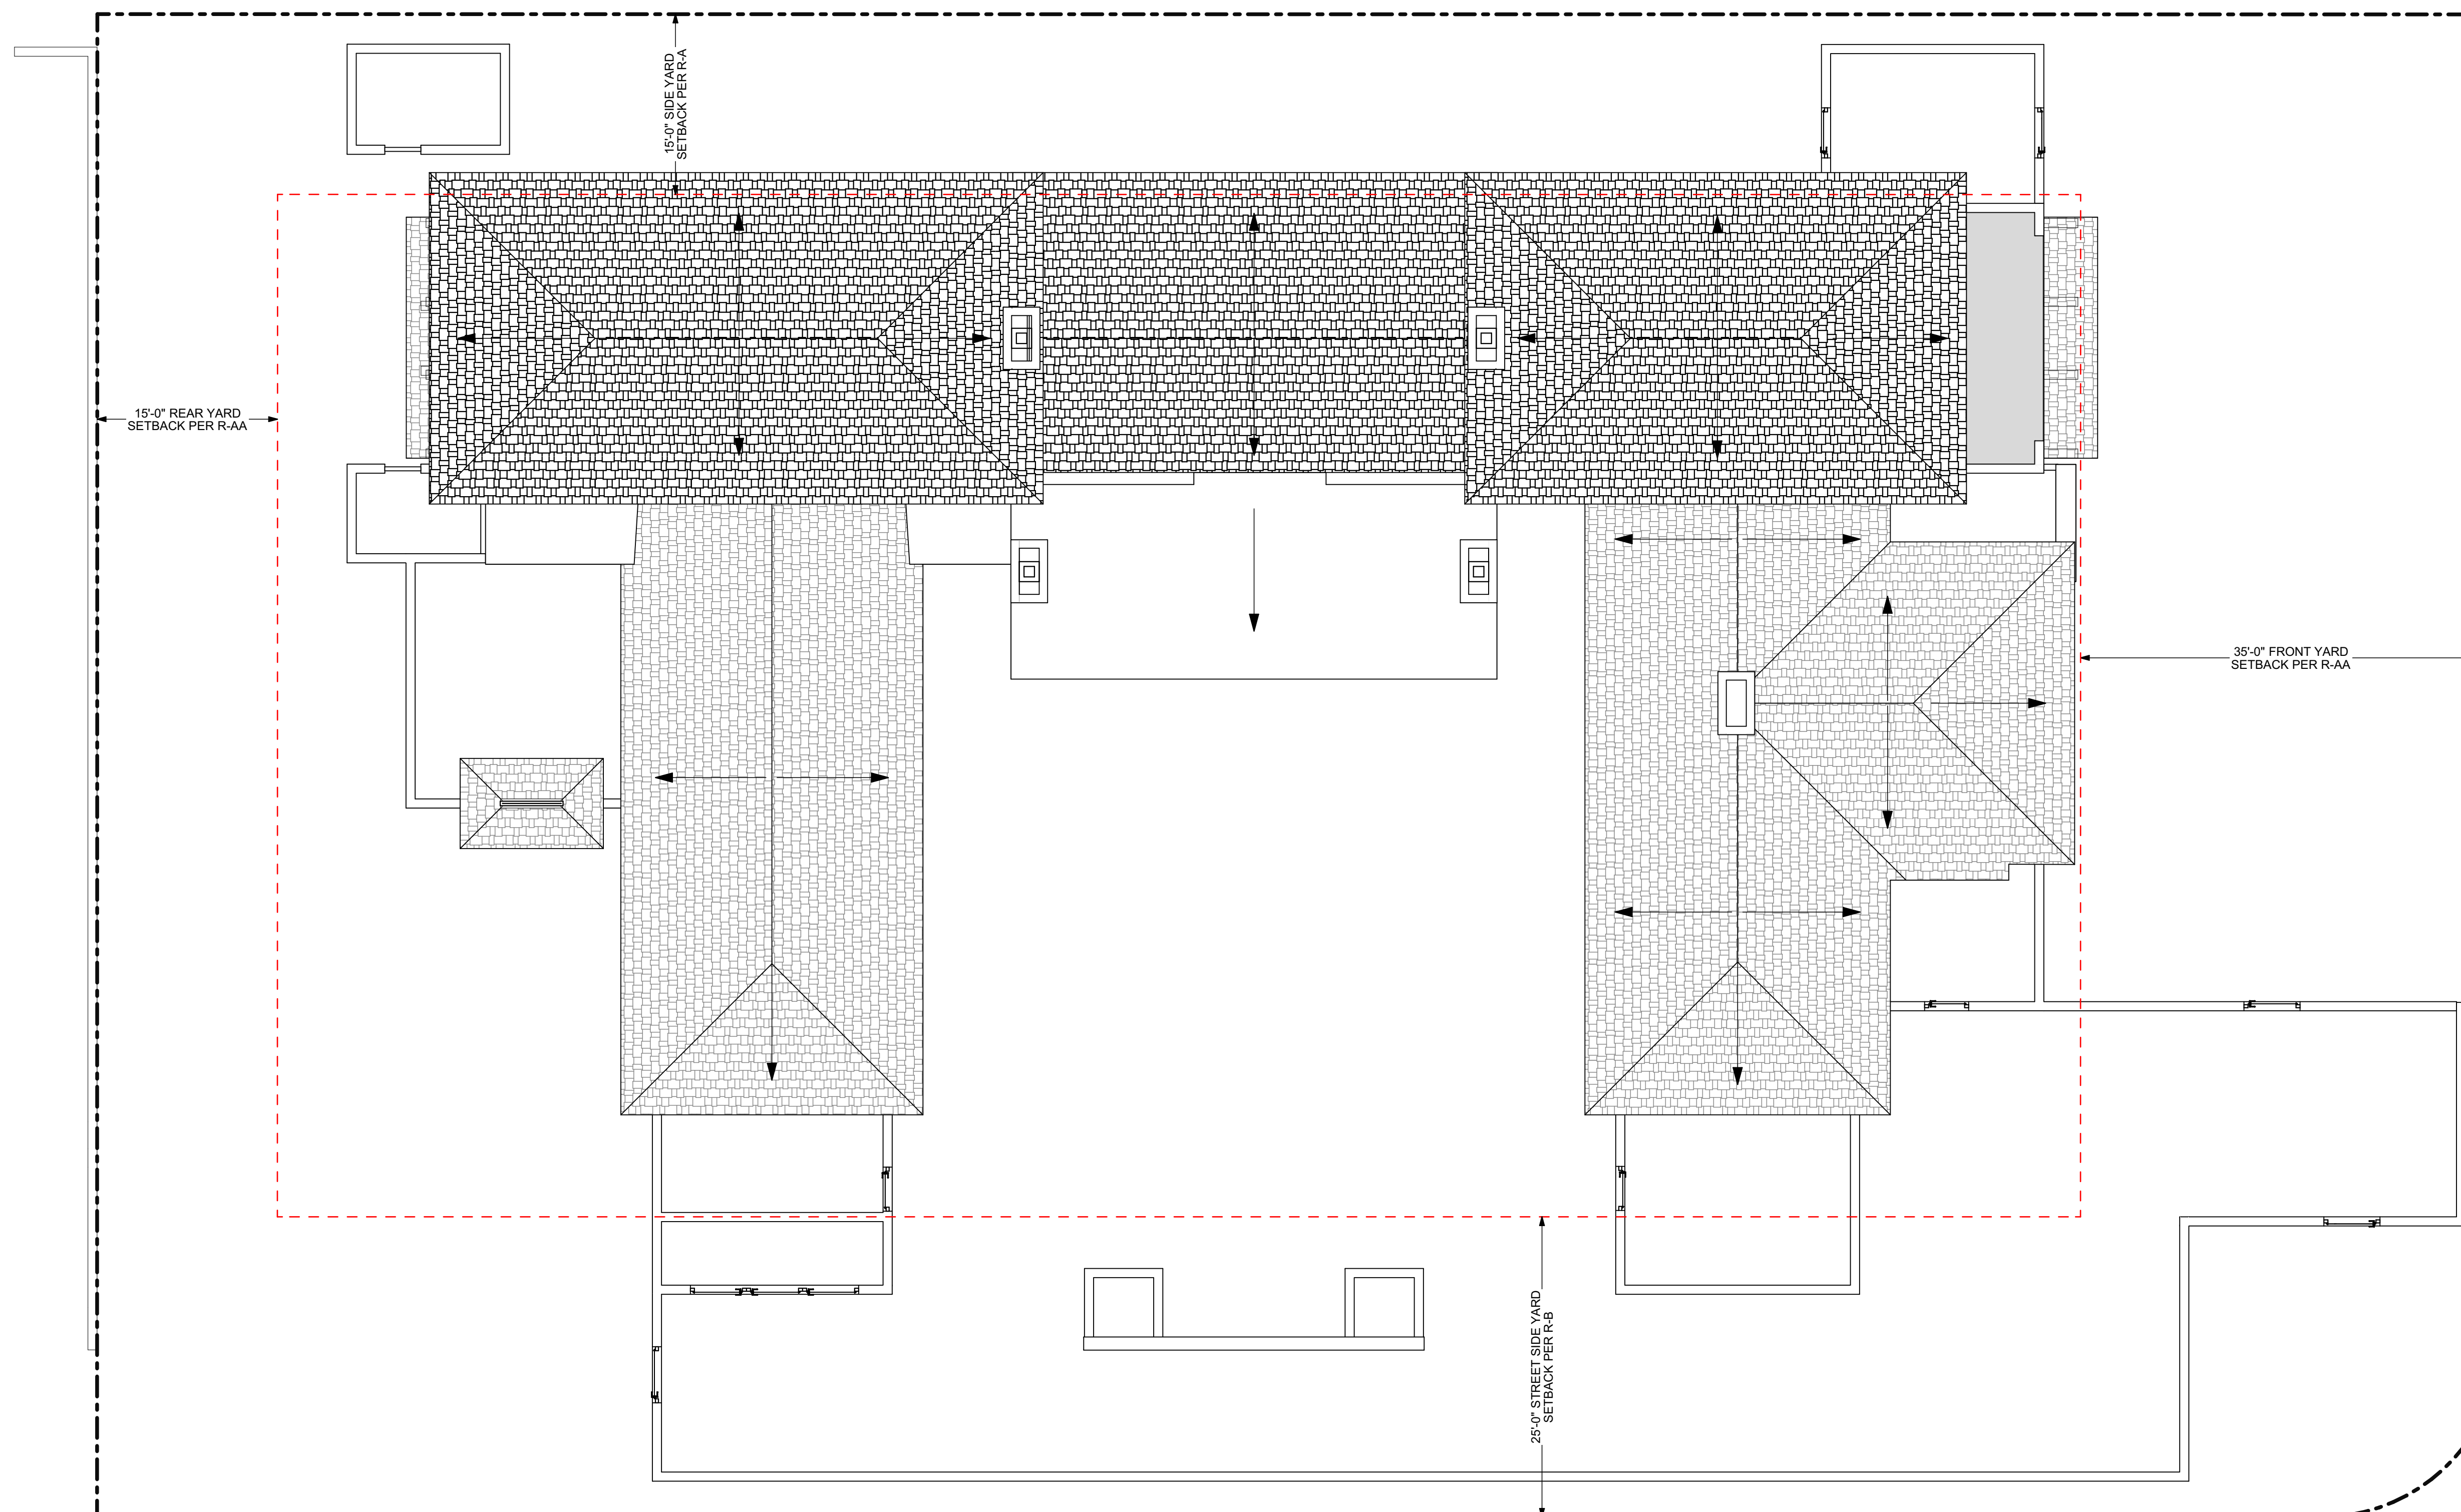 15'-0" SIDE YARD
SETBACK PER R-A
15'-0" REAR YARD
SETBACK PER R-AA
35'-0" FRONT YARD
SETBACK PER R-AA
25'-0" STREET SIDE YARD
SETBACK PER R-B